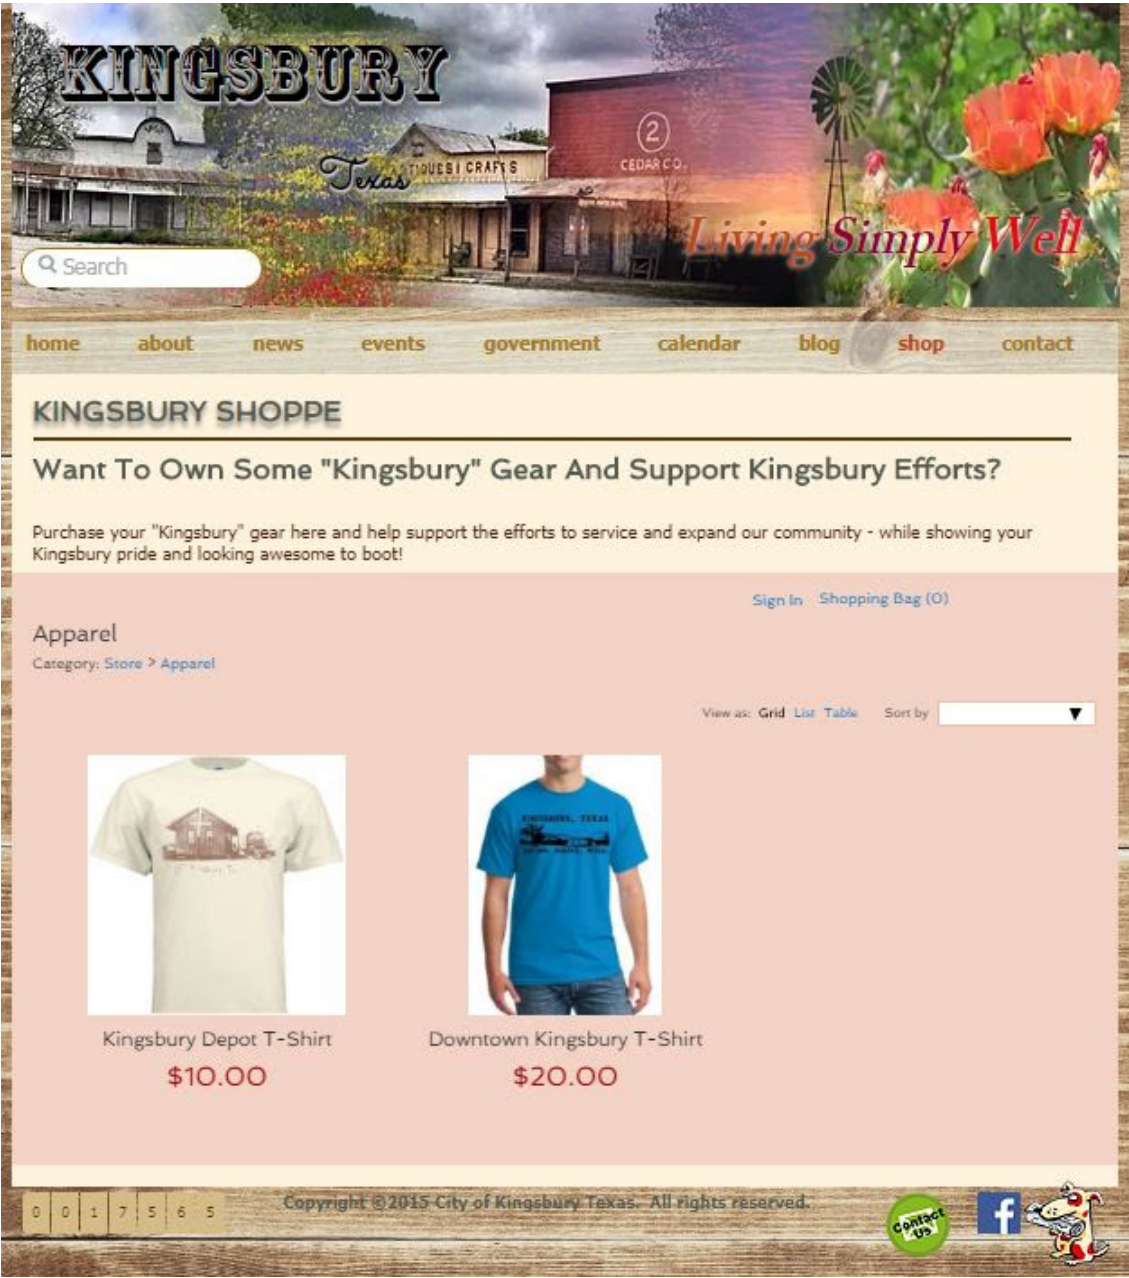 KINGSBURY
Texas
ANTIQUES! CRAFTS
2
CEDAR CO.
Living Simply Well
Search
home about news events government calendar blog shop contact
KINGSBURY SHOPPE
Want To Own Some "Kingsbury" Gear And Support Kingsbury Efforts?
Purchase your "Kingsbury" gear here and help support the efforts to service and expand our community - while showing your
Kingsbury pride and looking awesome to boot!
Sign In Shopping Bag (0)
Apparel
Category: Store > Apparel
View as: Grid List Table Sort by
KINGSBURY, TEXAS
Kingsbury Depot T-Shirt
Downtown Kingsbury T-Shirt
$10.00
$20.00
0 0 1 7 5 6 5
Copyright ©2015 City of Kingsbury Texas. All rights reserved.
Contact
Us
f